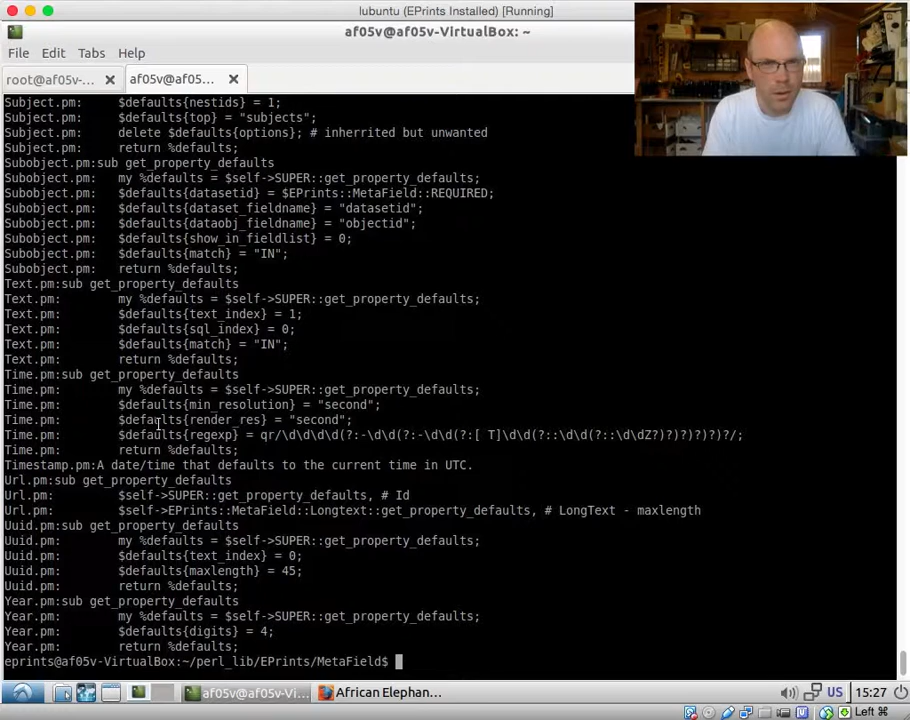 lubuntu (EPrints Installed) [Running]
af05v@af05v-VirtualBox: ~
File Edit Tabs Help
root@af05v-... af05v@af05...
Subject.pm: $defaults{nestids} = 1;
Subject.pm: $defaults{top} = "subjects";
Subject.pm: delete $defaults{options}; # inherrited but unwanted
Subject.pm: return %defaults;
Subobject.pm:sub get_property_defaults
Subobject.pm: my %defaults = $self->SUPER::get_property_defaults;
Subobject.pm: $defaults{datasetid} = $EPrints::MetaField::REQUIRED;
Subobject.pm: $defaults{dataset_fieldname} = "datasetid";
Subobject.pm: $defaults{dataobj_fieldname} = "objectid";
Subobject.pm: $defaults{show_in_fieldlist} = 0;
Subobject.pm: $defaults{match} = "IN";
Subobject.pm: return %defaults;
Text.pm:sub get_property_defaults
Text.pm: my %defaults = $self->SUPER::get_property_defaults;
Text.pm: $defaults{text_index} = 1;
Text.pm: $defaults{sql_index} = 0;
Text.pm: $defaults{match} = "IN";
Text.pm: return %defaults;
Time.pm:sub get_property_defaults
Time.pm: my %defaults = $self->SUPER::get_property_defaults;
Time.pm: $defaults{min_resolution} = "second";
Time.pm: $defaults{render_res} = "second";
Time.pm: $defaults{regexp} = qr/\d\d\d\d(?:-\d\d(?:-\d\d(?:[ T]\d\d(?::\d\d(?::\d\dZ?)?)?)?)?)?/;
Time.pm: return %defaults;
Timestamp.pm:A date/time that defaults to the current time in UTC.
Url.pm:sub get_property_defaults
Url.pm: $self->SUPER::get_property_defaults, # Id
Url.pm: $self->EPrints::MetaField::Longtext::get_property_defaults, # LongText - maxlength
Uuid.pm:sub get_property_defaults
Uuid.pm: my %defaults = $self->SUPER::get_property_defaults;
Uuid.pm: $defaults{text_index} = 0;
Uuid.pm: $defaults{maxlength} = 45;
Uuid.pm: return %defaults;
Year.pm:sub get_property_defaults
Year.pm: my %defaults = $self->SUPER::get_property_defaults;
Year.pm: $defaults{digits} = 4;
Year.pm: return %defaults;
eprints@af05v-VirtualBox:~/perl_lib/EPrints/MetaField$
af05v@af05v-Vi... African Elephan... US 15:27
Left ⌘